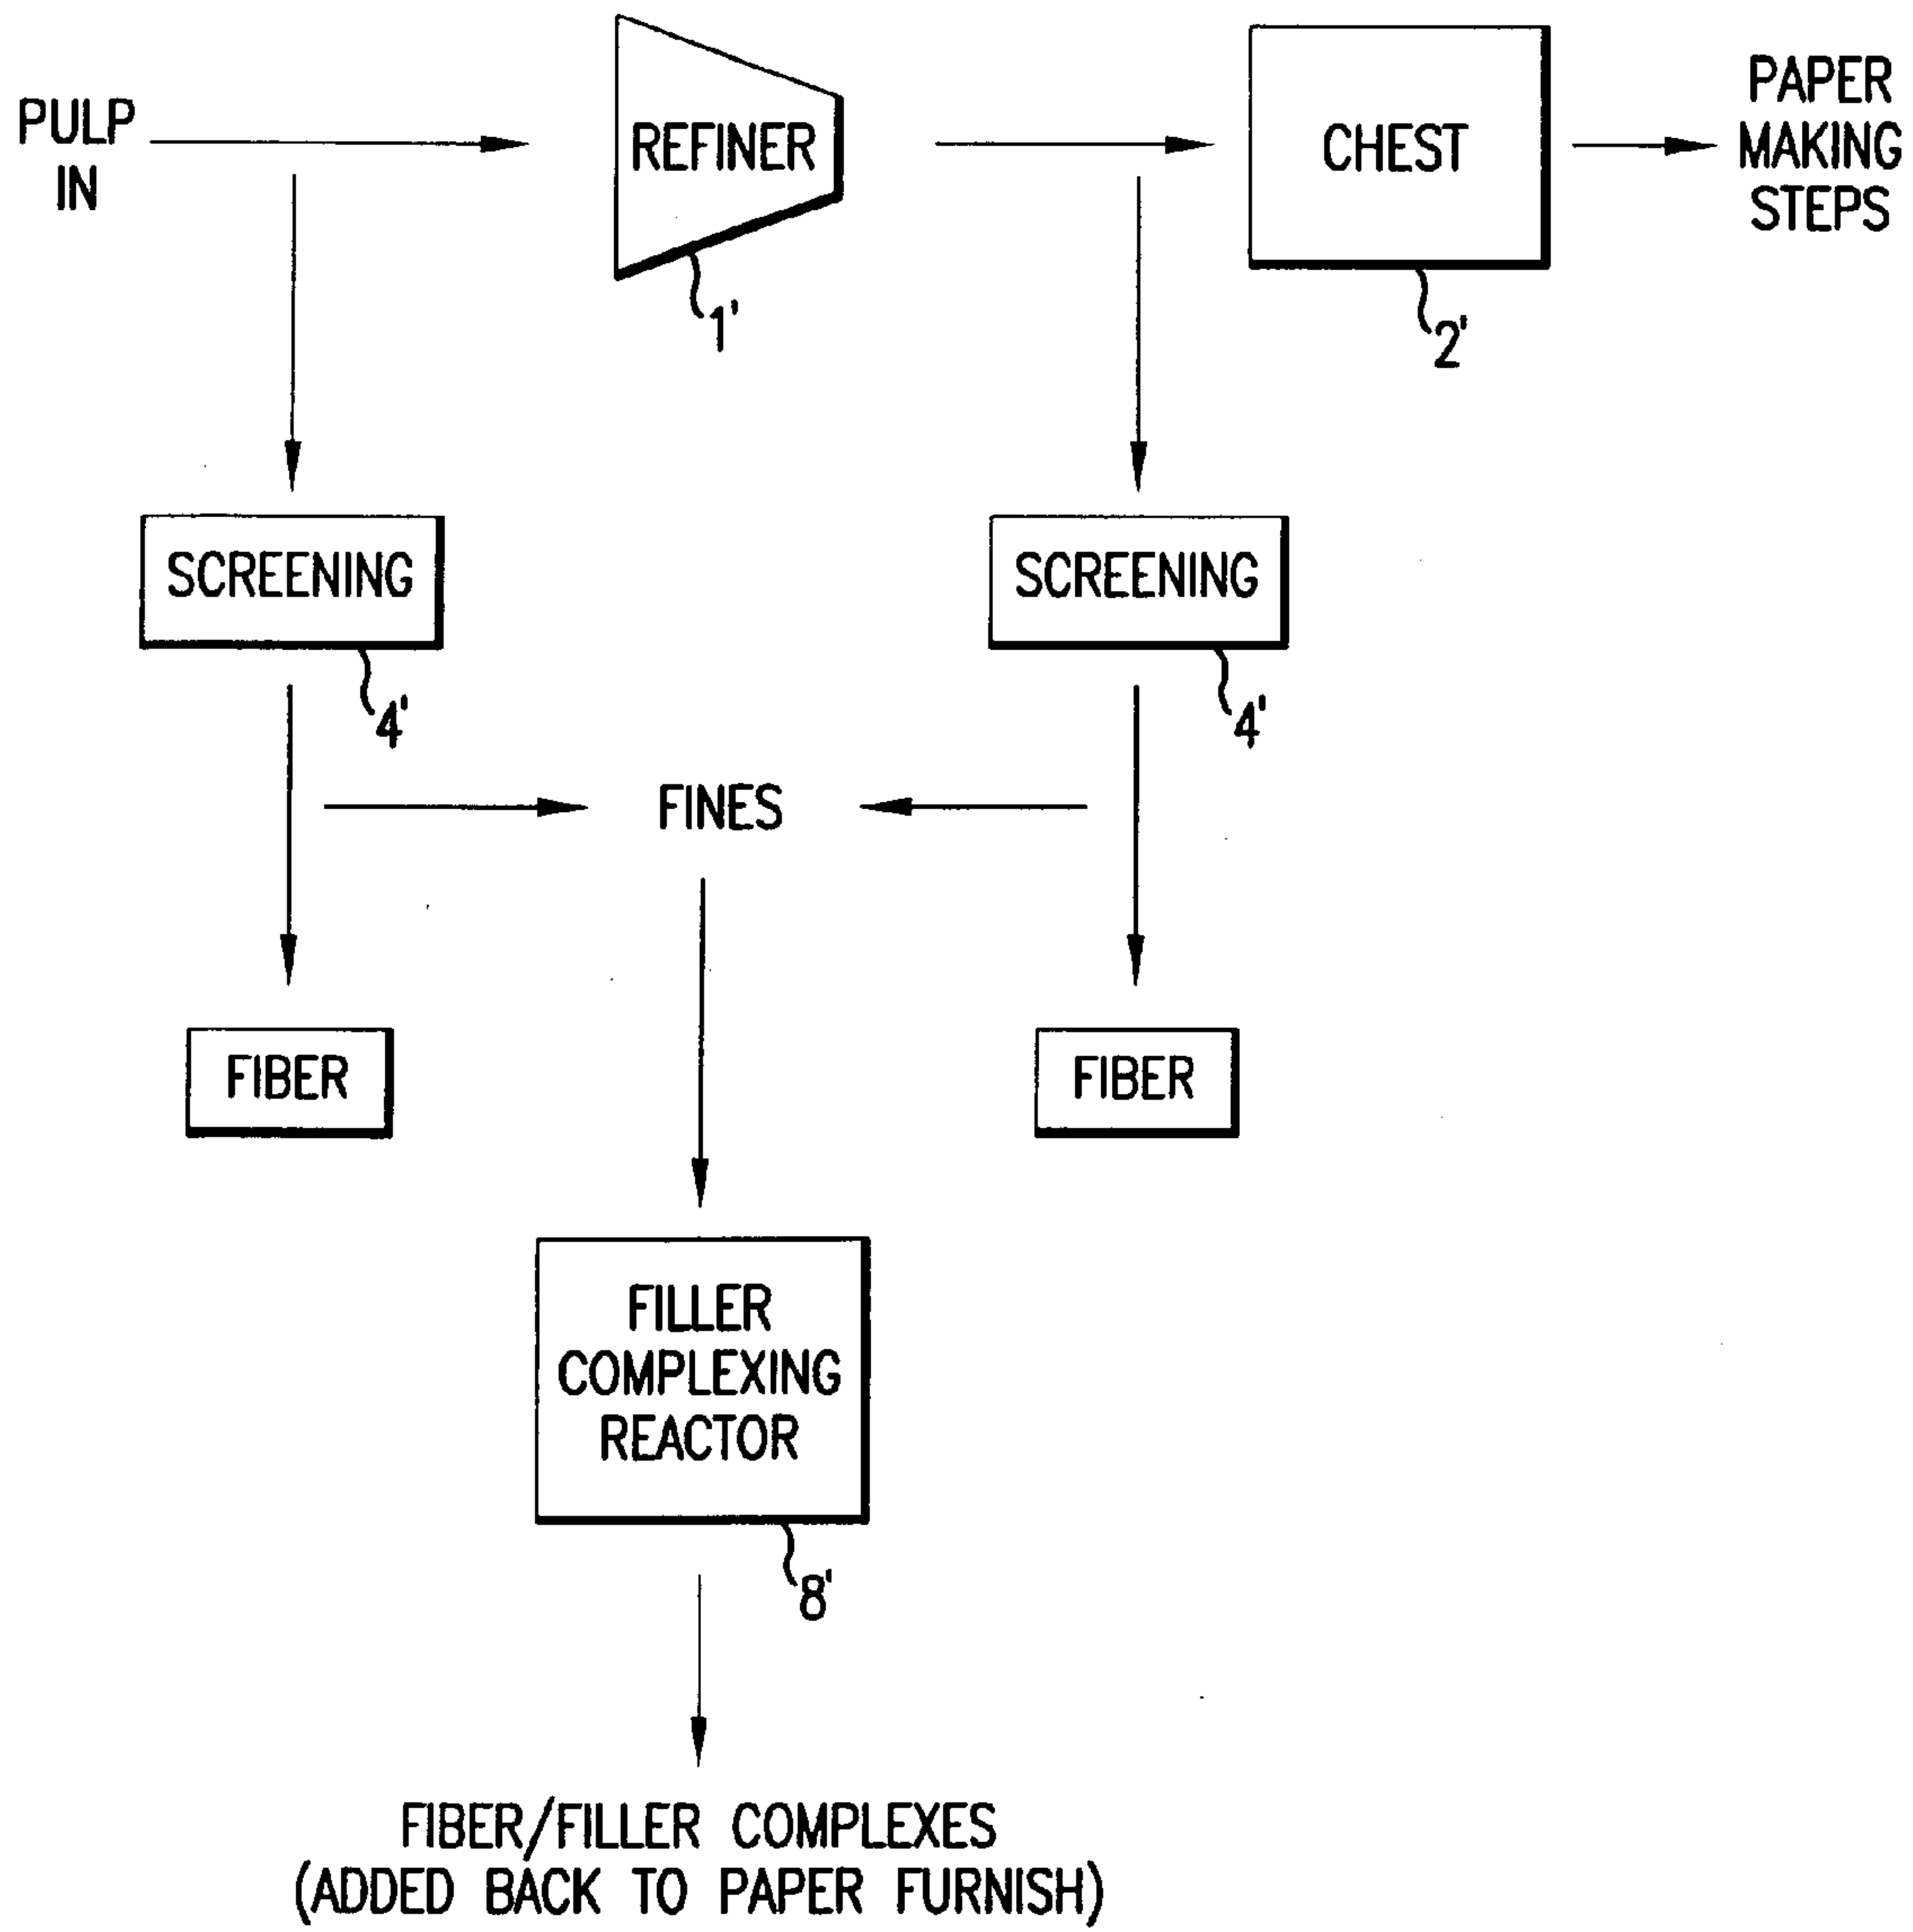 PULP
IN
REFINER
CHEST
PAPER
MAKING
STEPS
1'
2'
SCREENING
SCREENING
4'
4'
FINES
FIBER
FIBER
FILLER
COMPLEXING
REACTOR
8'
FIBER/FILLER COMPLEXES
(ADDED BACK TO PAPER FURNISH)